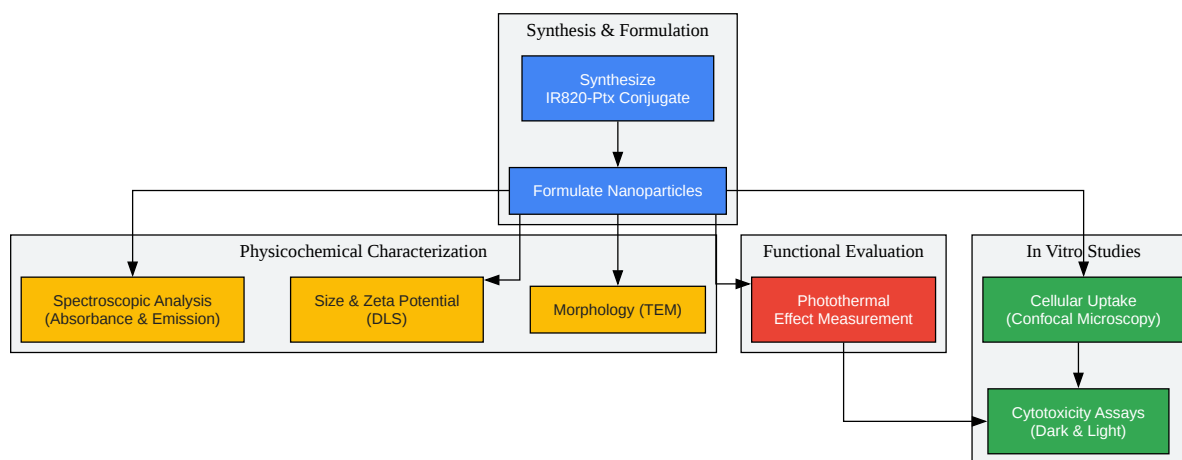 Synthesis & Formulation
Synthesize
IR820-Ptx Conjugate
Formulate Nanoparticles
Physicochemical Characterization
Functional Evaluation
In Vitro Studies
Spectroscopic Analysis
(Absorbance & Emission)
Size & Zeta Potential
(DLS)
Morphology (TEM)
Photothermal
Effect Measurement
Cellular Uptake
(Confocal Microscopy)
Cytotoxicity Assays
(Dark & Light)